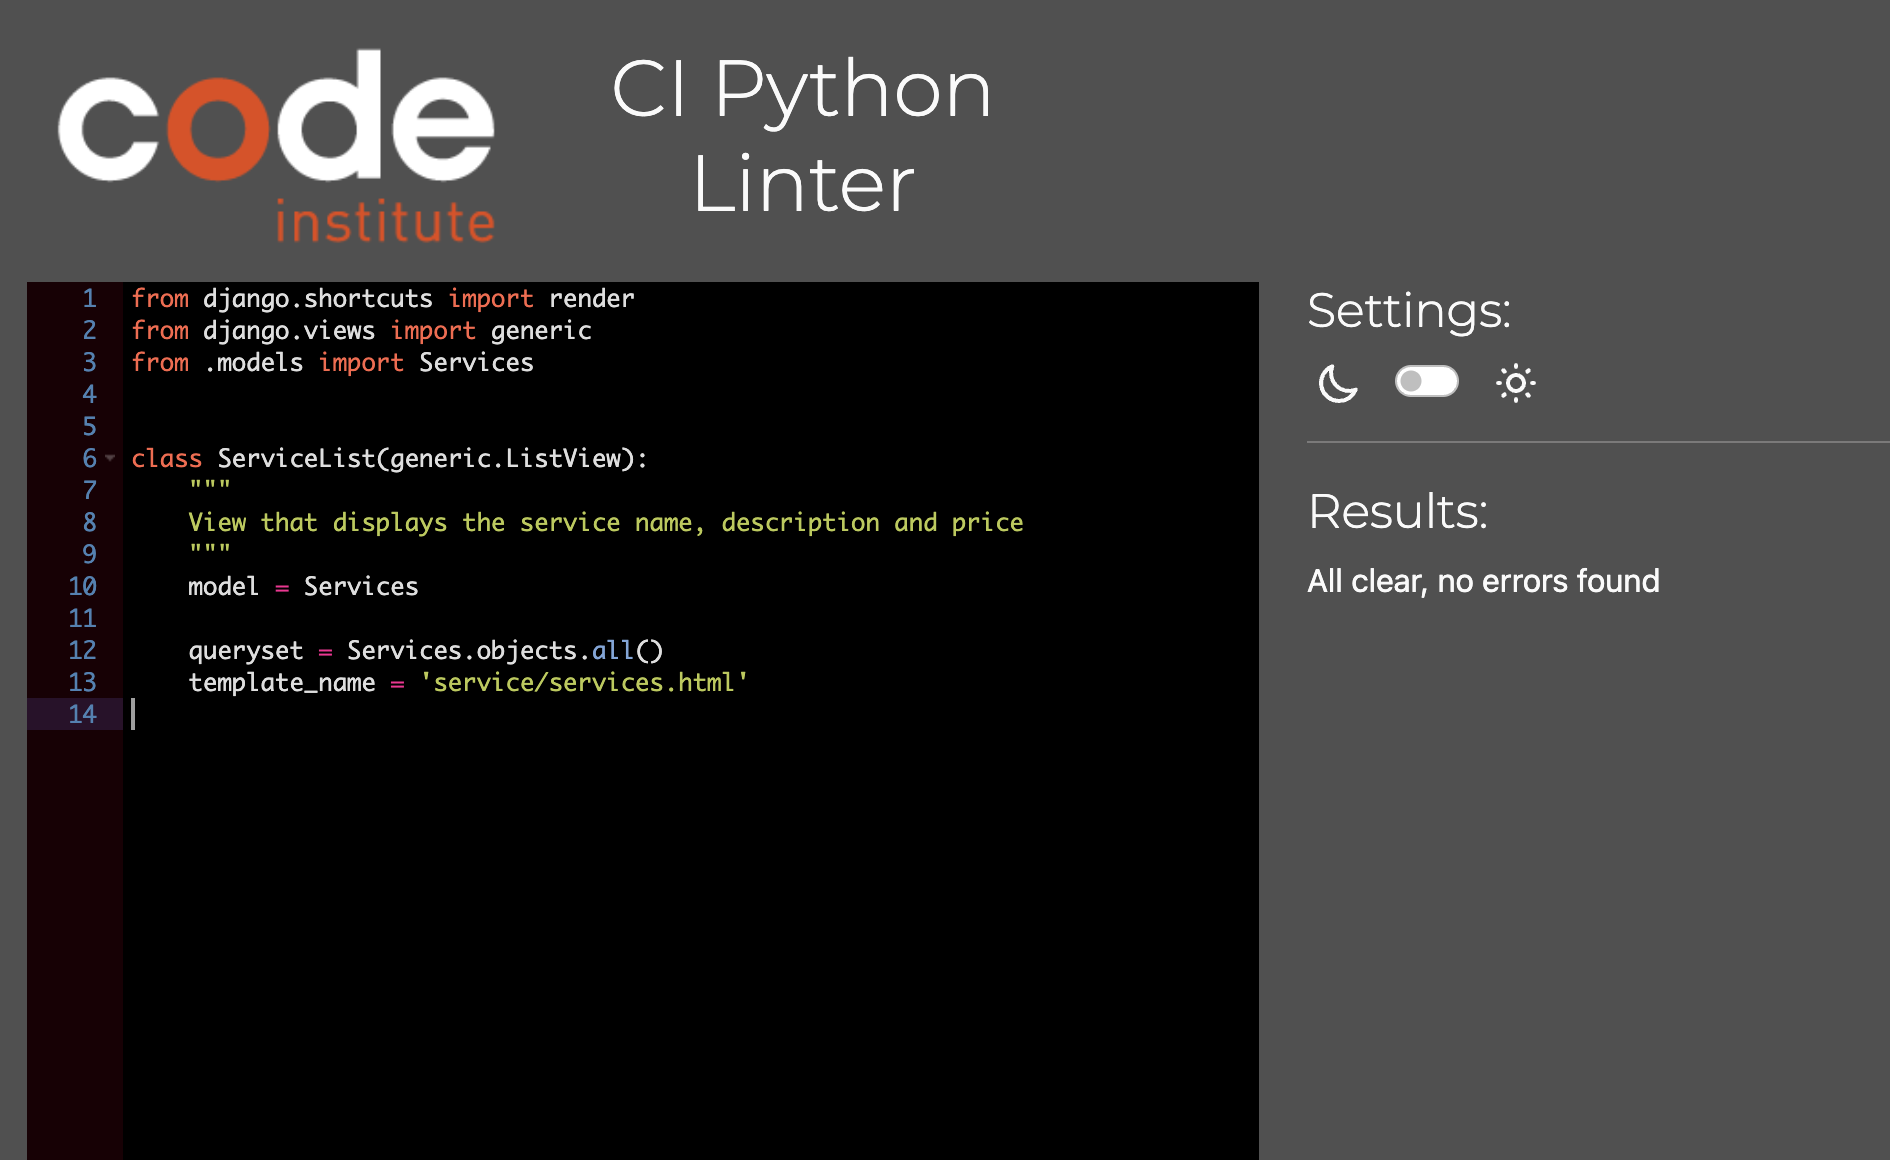 code
institute
CI Python
Linter
1 from django.shortcuts import render
2 from django.views import generic
3 from .models import Services
4
5
6 class ServiceList(generic.ListView):
7     """
8     View that displays the service name, description and price
9     """
10     model = Services
11
12     queryset = Services.objects.all()
13     template_name = 'service/services.html'
14
Settings:
Results:
All clear, no errors found